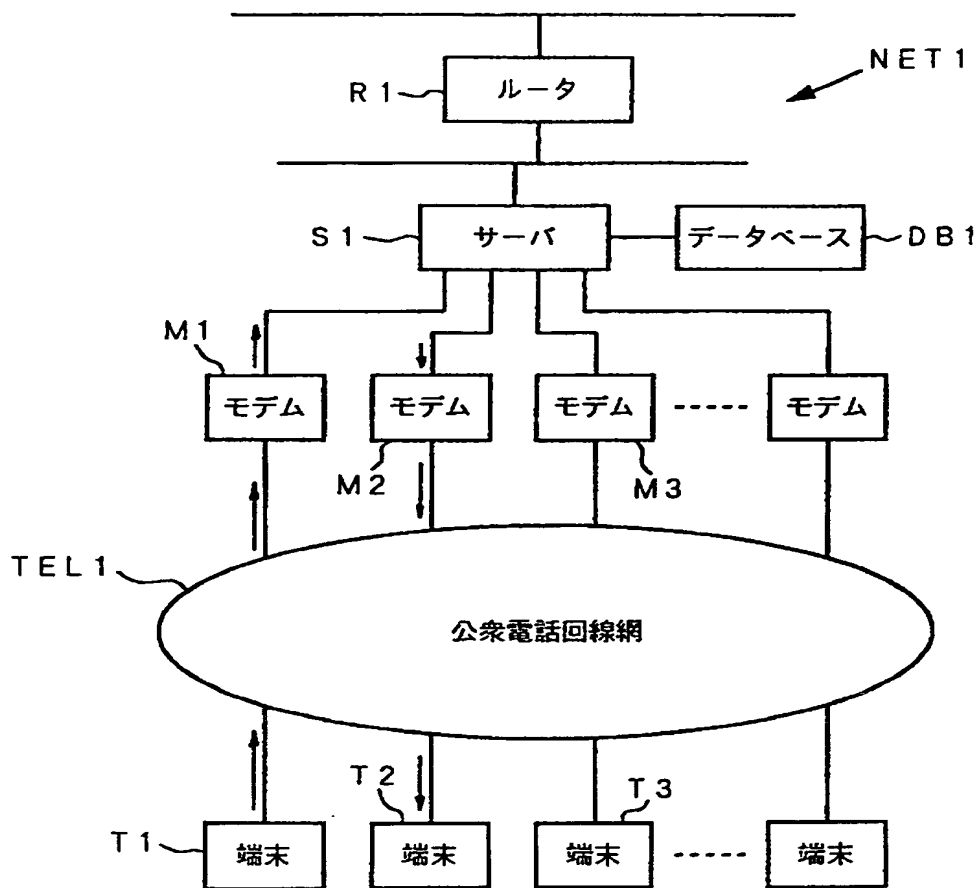 NET1
R1 ルータ
S1 サーバ データベース DB1
M1
モデム モデム モデム モデム
M2 M3
TEL1
公衆電話回線網
T2 T3
T1 端末 端末 端末 端末